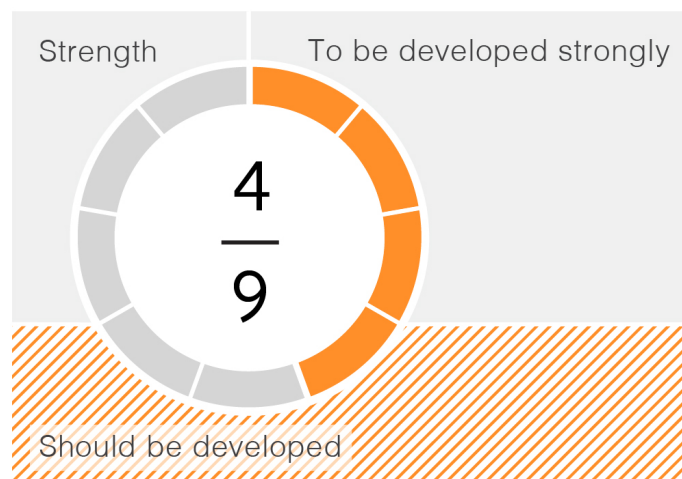 Strength
To be developed strongly
4
9
Should be developed